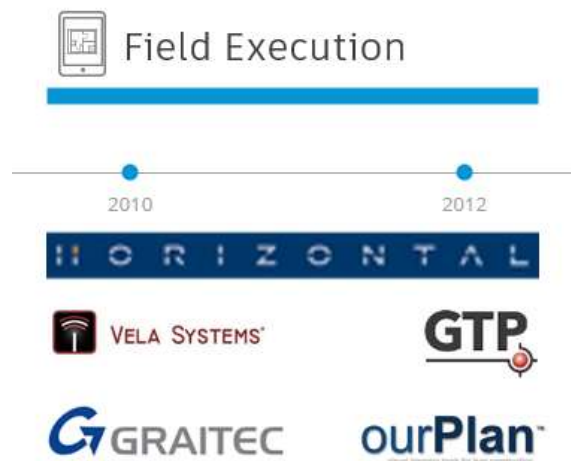 Field Execution
2010 2012
HORIZONTAL
VELA SYSTEMS
GTP
GRAITEC ourPlan